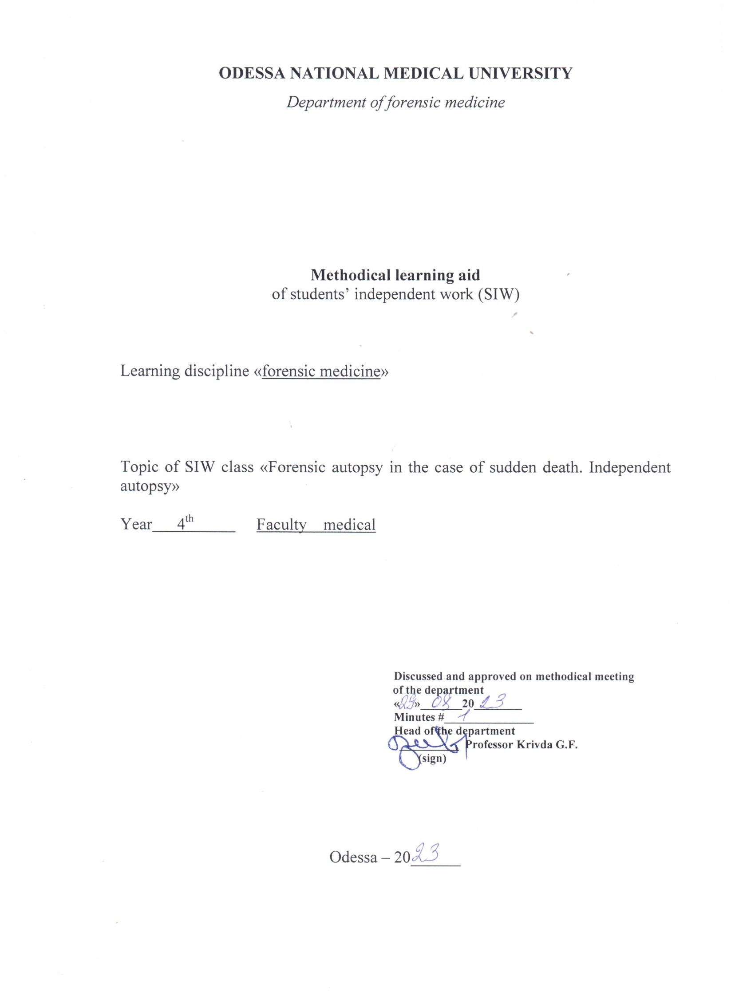 ODESSA NATIONAL MEDICAL UNIVERSITY
Department of forensic medicine
Methodical learning aid
of students’ independent work (SIW)
Learning discipline «forensic medicine»
Topic of SIW class «Forensic autopsy in the case of sudden death. Independent
autopsy»
Year 4th Faculty medical
Discussed and approved on methodical meeting
of the department
«29» 08 2023
Minutes # 1
Head of the department
Professor Krivda G.F.
(sign)
Odessa – 2023